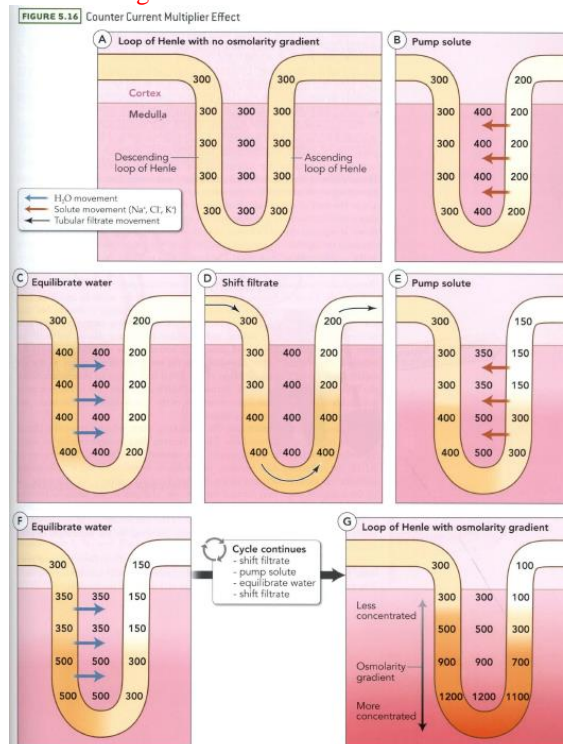 FIGURE 5.16 Counter Current Multiplier Effect
A Loop of Henle with no osmolarity gradient
300 300
Cortex
Medulla
300 300 300
300 300 300
Descending loop of Henle
Ascending loop of Henle
300 300 300
300 300 300
B Pump solute
300 200
300 400 200
300 400 200
300 400 200
300 400 200
H₂O movement
Solute movement (Na⁺, Cl⁻, K⁺)
Tubular filtrate movement
C Equilibrate water
300 200
400 400 200
400 400 200
400 400 200
400 400 200
D Shift filtrate
300 200
300 400 200
300 400 200
400 400 400
400 400 400
E Pump solute
300 150
300 350 150
300 350 150
400 500 300
400 500 300
F Equilibrate water
300 150
350 350 150
350 350 150
500 500 300
500 500 300
Cycle continues
- shift filtrate
- pump solute
- equilibrate water
- shift filtrate
G Loop of Henle with osmolarity gradient
300 100
Less concentrated
300 300 100
500 500 300
Osmolarity gradient
900 900 700
More concentrated
1200 1200 1100